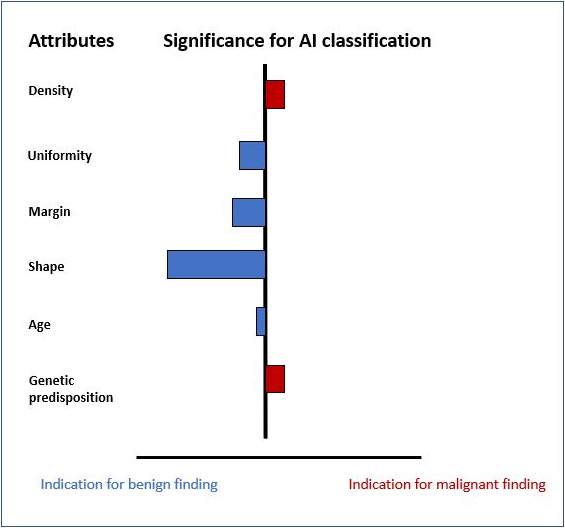 Attributes Significance for AI classification
Density
Uniformity
Margin
Shape
Age
Genetic
predisposition
Indication for benign finding Indication for malignant finding